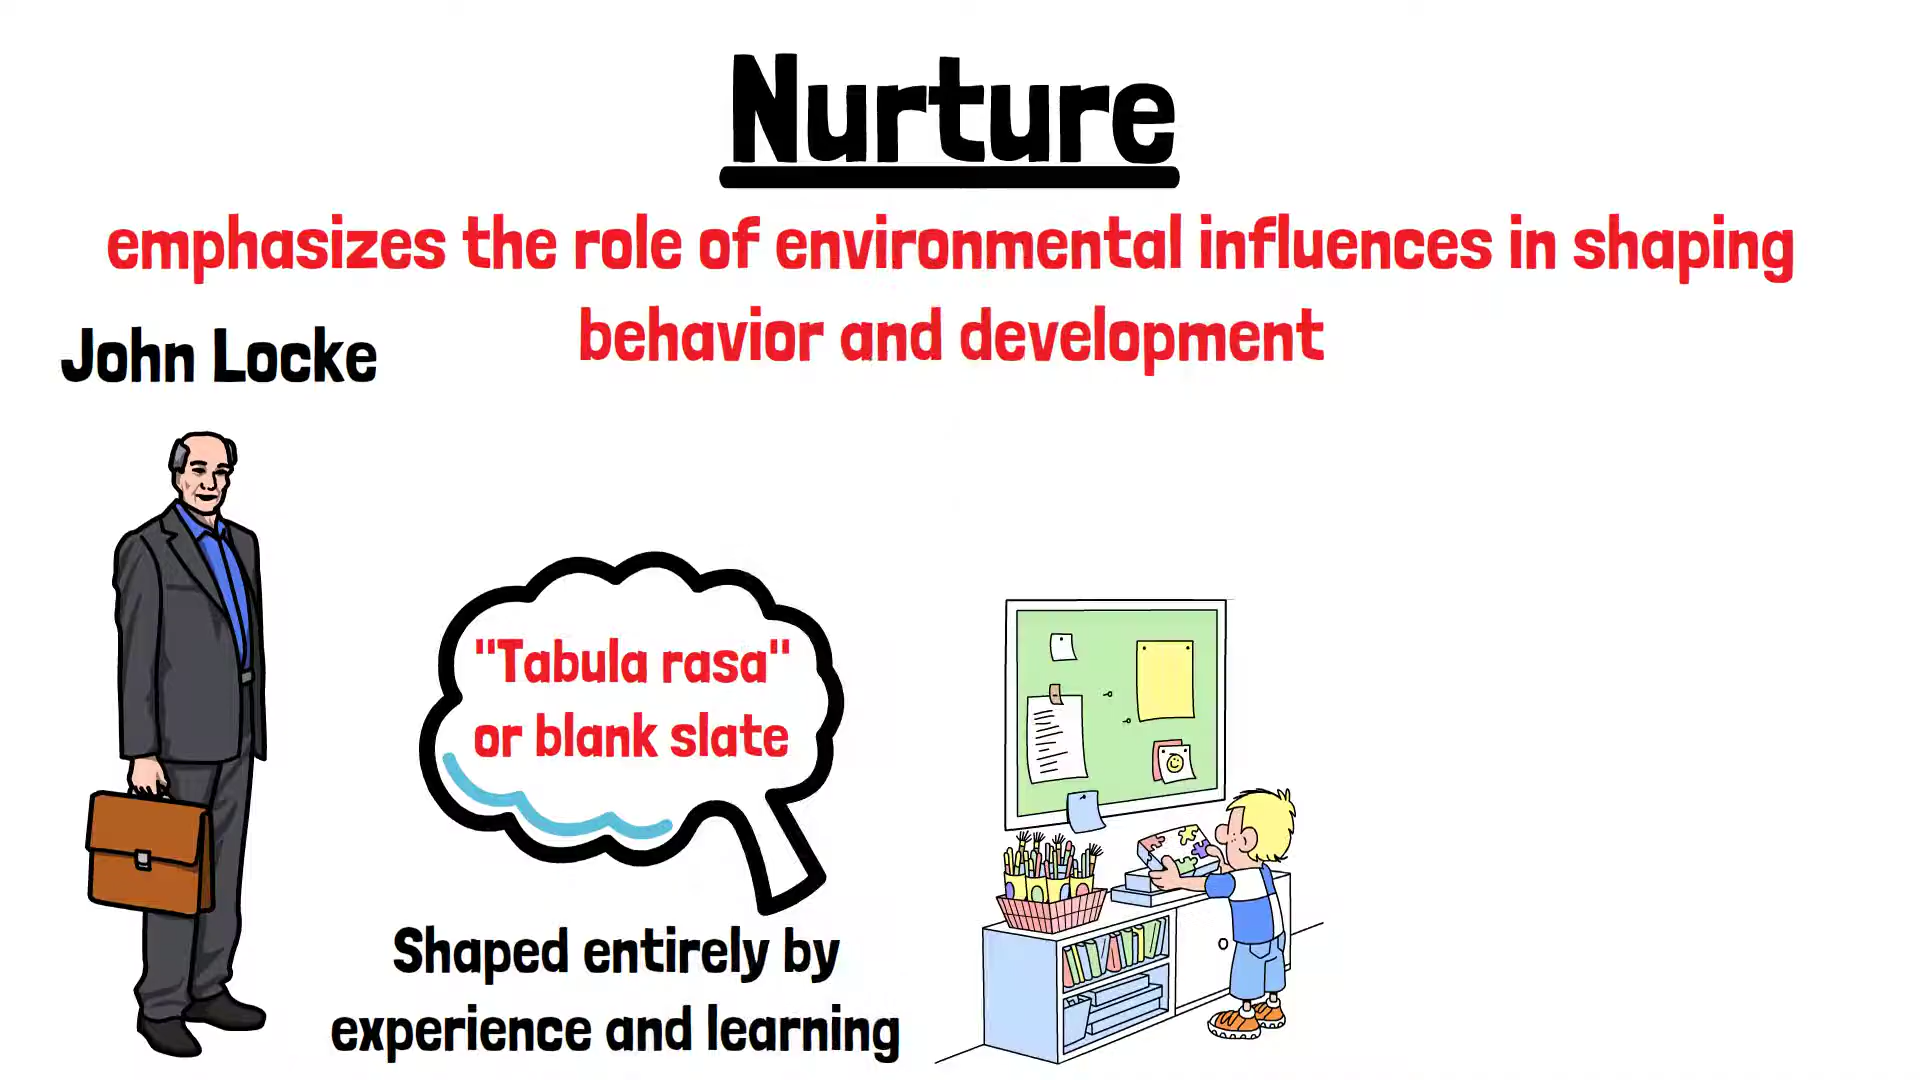 Nurture
emphasizes the role of environmental influences in shaping
behavior and development
John Locke
"Tabula rasa"
or blank slate
Shaped entirely by
experience and learning